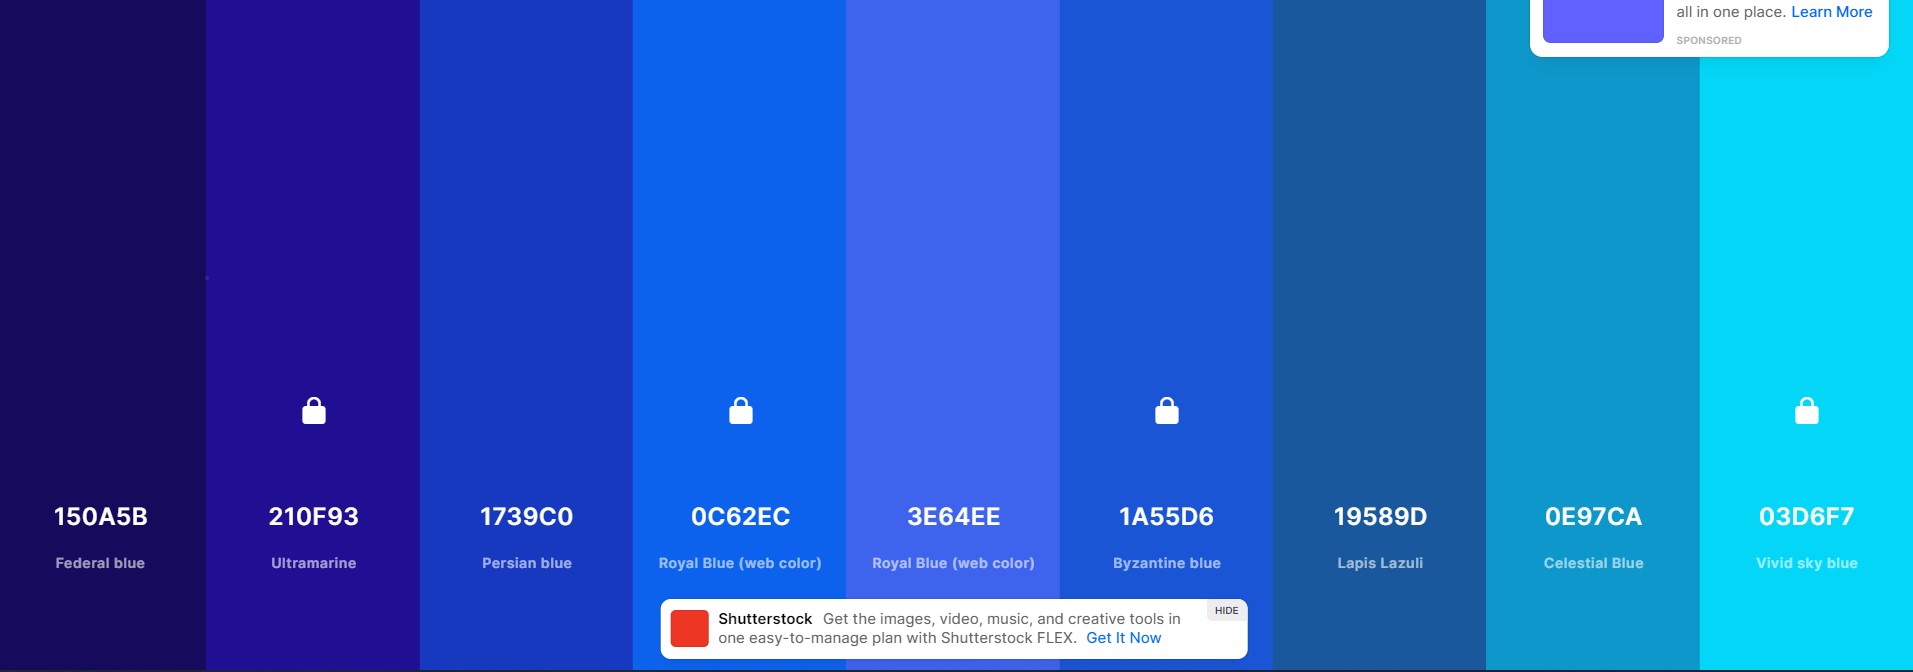 all in one place. Learn More
SPONSORED
150A5B
210F93
1739C0
0C62EC
3E64EE
1A55D6
19589D
0E97CA
03D6F7
Federal blue
Ultramarine
Persian blue
Royal Blue (web color)
Royal Blue (web color)
Byzantine blue
Lapis Lazuli
Celestial Blue
Vivid sky blue
HIDE
Shutterstock Get the images, video, music, and creative tools in
one easy-to-manage plan with Shutterstock FLEX. Get It Now